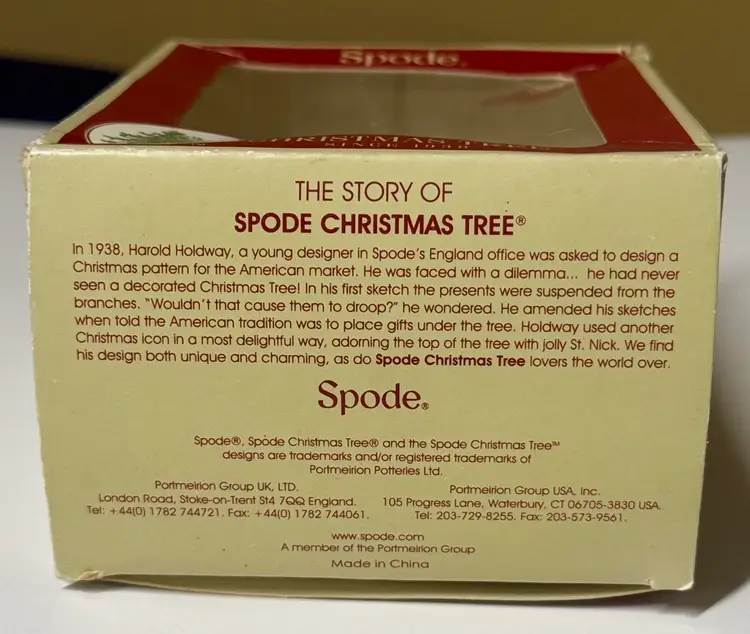 Spode.
CHRISTMAS TREE
SINCE 1938
THE STORY OF
SPODE CHRISTMAS TREE®
In 1938, Harold Holdway, a young designer in Spode's England office was asked to design a
Christmas pattern for the American market. He was faced with a dilemma... he had never
seen a decorated Christmas Tree! In his first sketch the presents were suspended from the
branches. "Wouldn't that cause them to droop?" he wondered. He amended his sketches
when told the American tradition was to place gifts under the tree. Holdway used another
Christmas icon in a most delightful way, adorning the top of the tree with jolly St. Nick. We find
his design both unique and charming, as do Spode Christmas Tree lovers the world over.
Spode®
Spode®, Spode Christmas Tree® and the Spode Christmas Tree™
designs are trademarks and/or registered trademarks of
Portmeirion Potteries Ltd.
Portmeirion Group UK, LTD.
London Road, Stoke-on-Trent St4 7QQ England.
Tel: +44(0) 1782 744721. Fax: +44(0) 1782 744061.
Portmeirion Group USA, Inc.
105 Progress Lane, Waterbury, CT 06705-3830 USA.
Tel: 203-729-8255. Fax: 203-573-9561.
www.spode.com
A member of the Portmeirion Group
Made in China